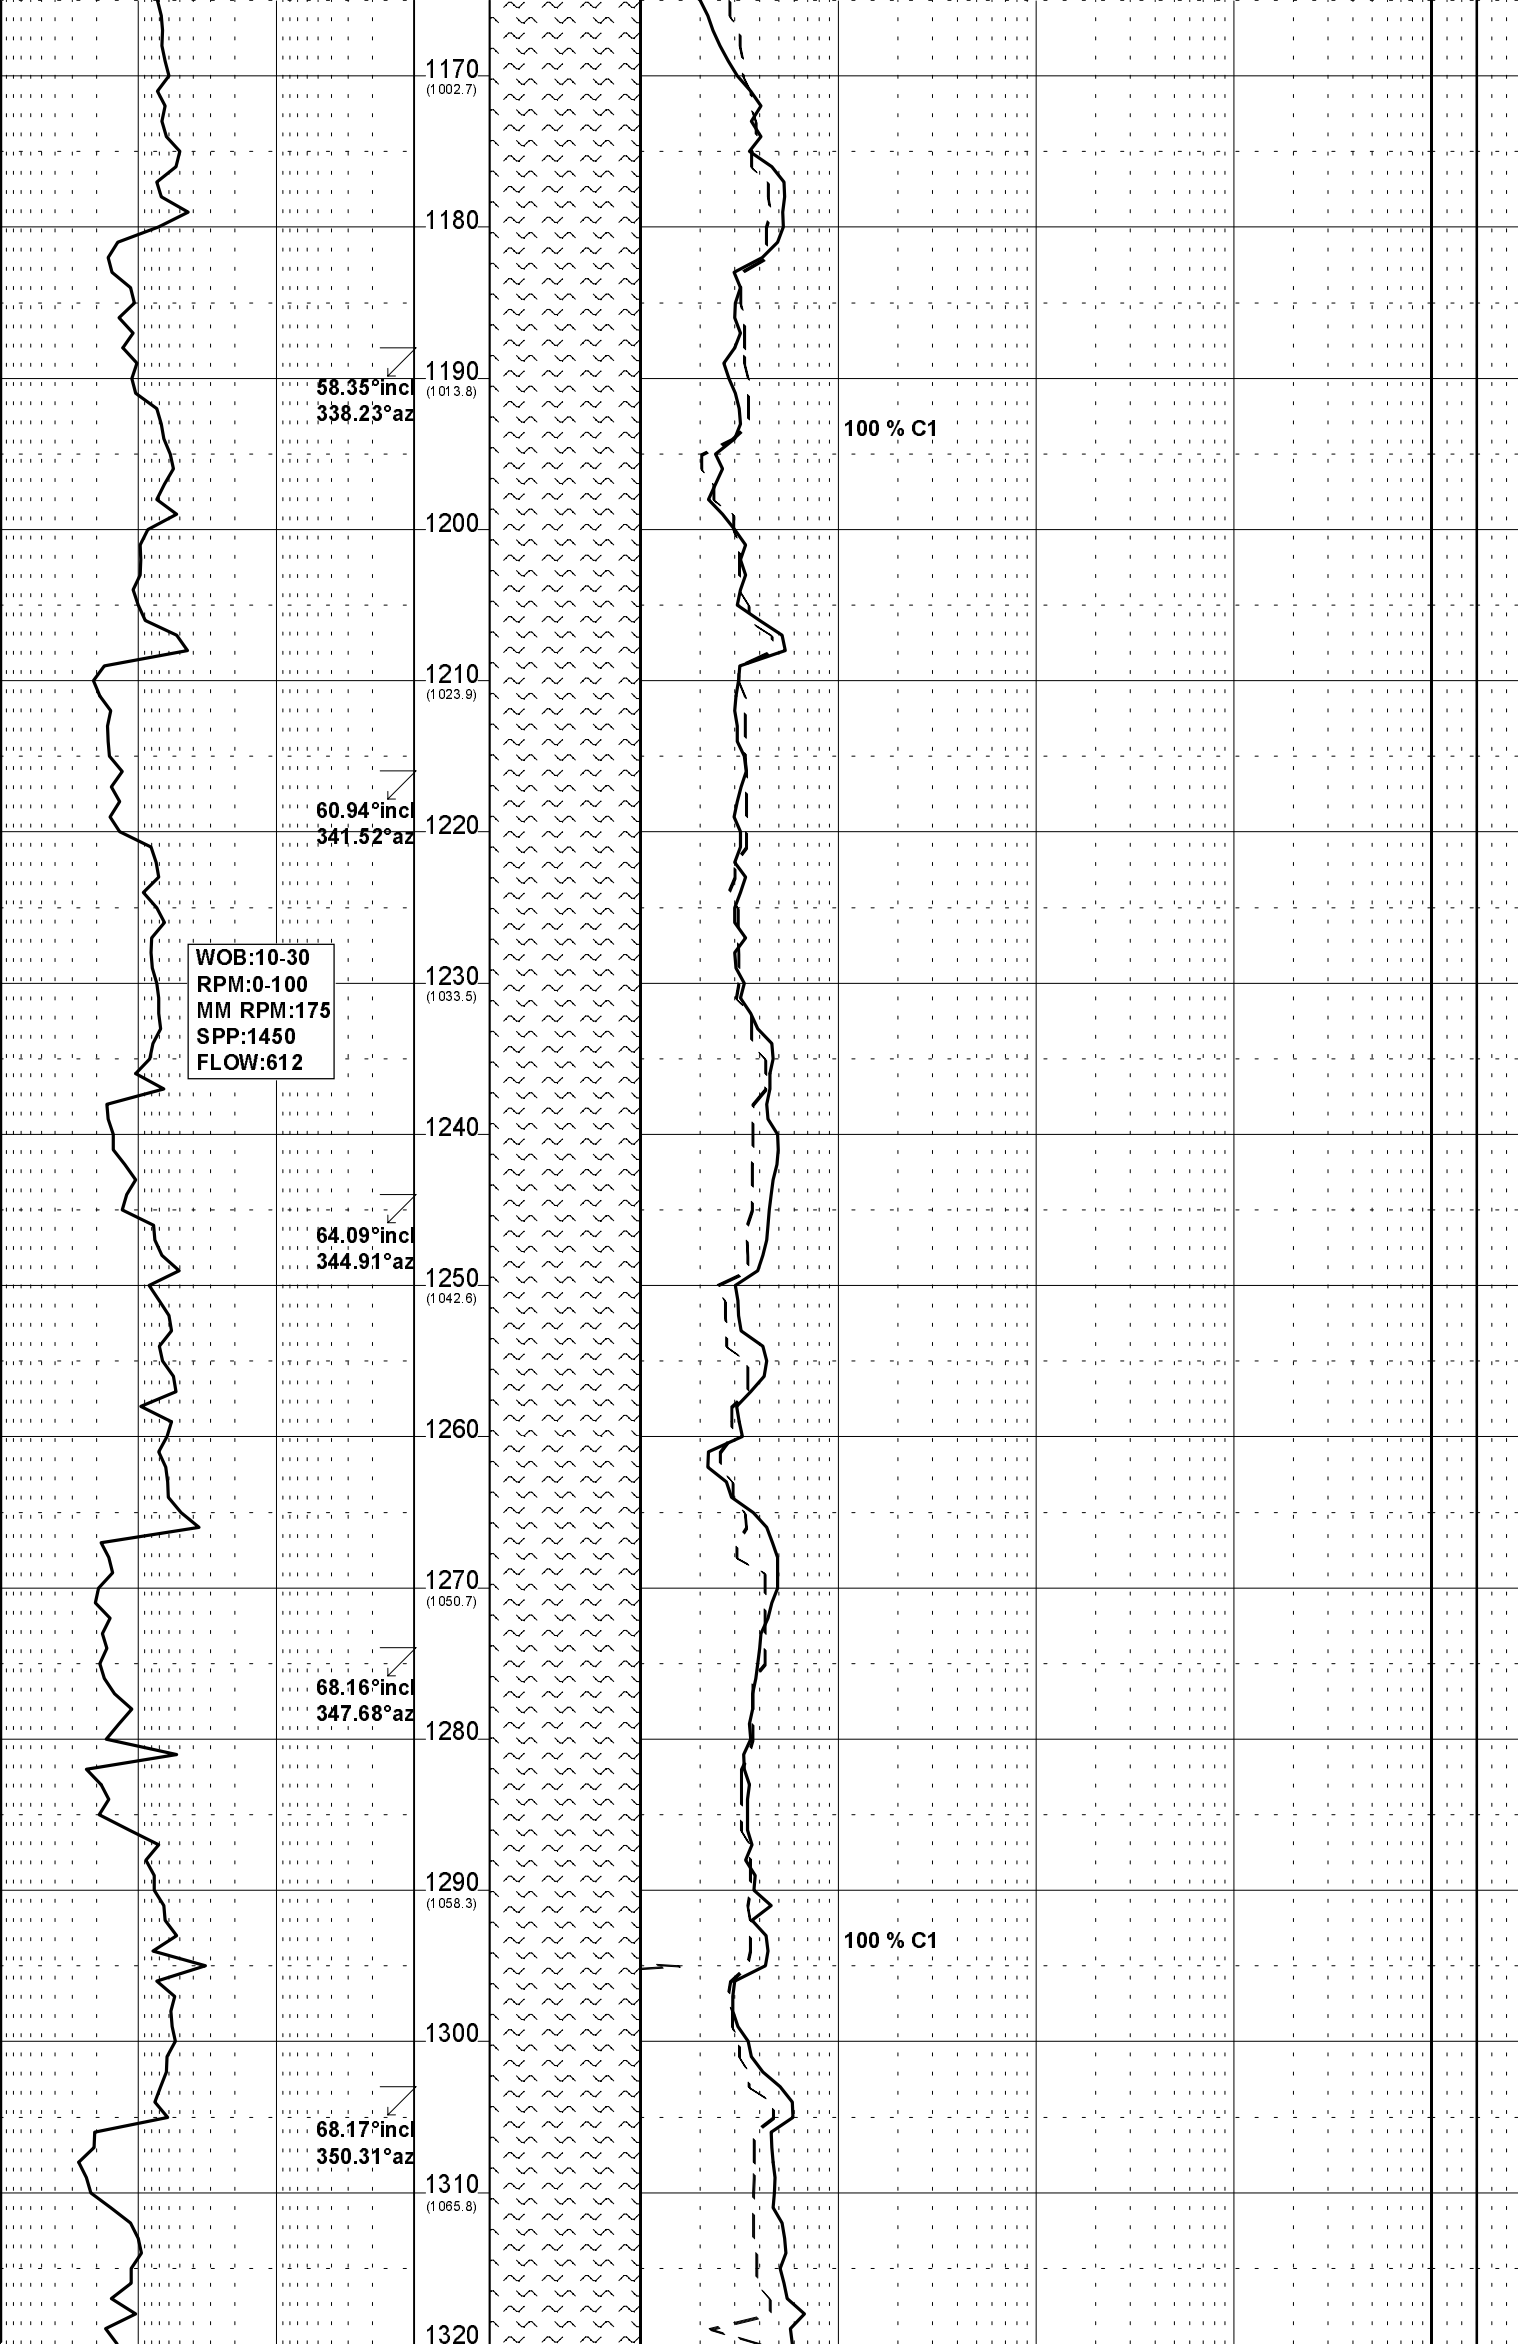 1170
(1002.7)
1180
58.35°incl
338.23°az
1190
(1013.8)
100 % C1
1200
1210
(1023.9)
60.94°incl
341.52°az
1220
WOB:10-30
RPM:0-100
MM RPM:175
SPP:1450
FLOW:612
1230
(1033.5)
1240
64.09°incl
344.91°az
1250
(1042.6)
1260
1270
(1050.7)
68.16°incl
347.68°az
1280
1290
(1058.3)
100 % C1
1300
68.17°incl
350.31°az
1310
(1065.8)
1320